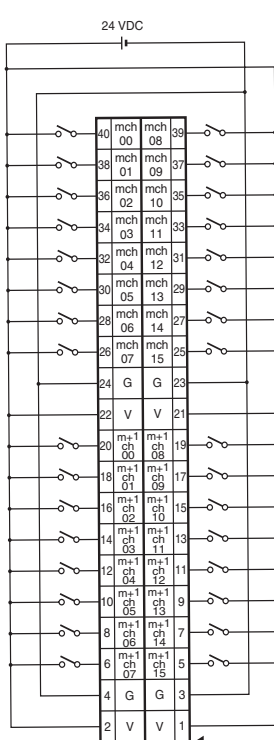 24 VDC
40 mch 00 mch 08 39
38 mch 01 mch 09 37
36 mch 02 mch 10 35
34 mch 03 mch 11 33
32 mch 04 mch 12 31
30 mch 05 mch 13 29
28 mch 06 mch 14 27
26 mch 07 mch 15 25
24 G G 23
22 V V 21
20 m+1 ch 00 m+1 ch 08 19
18 m+1 ch 01 m+1 ch 09 17
16 m+1 ch 02 m+1 ch 10 15
14 m+1 ch 03 m+1 ch 11 13
12 m+1 ch 04 m+1 ch 12 11
10 m+1 ch 05 m+1 ch 13 9
8 m+1 ch 06 m+1 ch 14 7
6 m+1 ch 07 m+1 ch 15 5
4 G G 3
2 V V 1